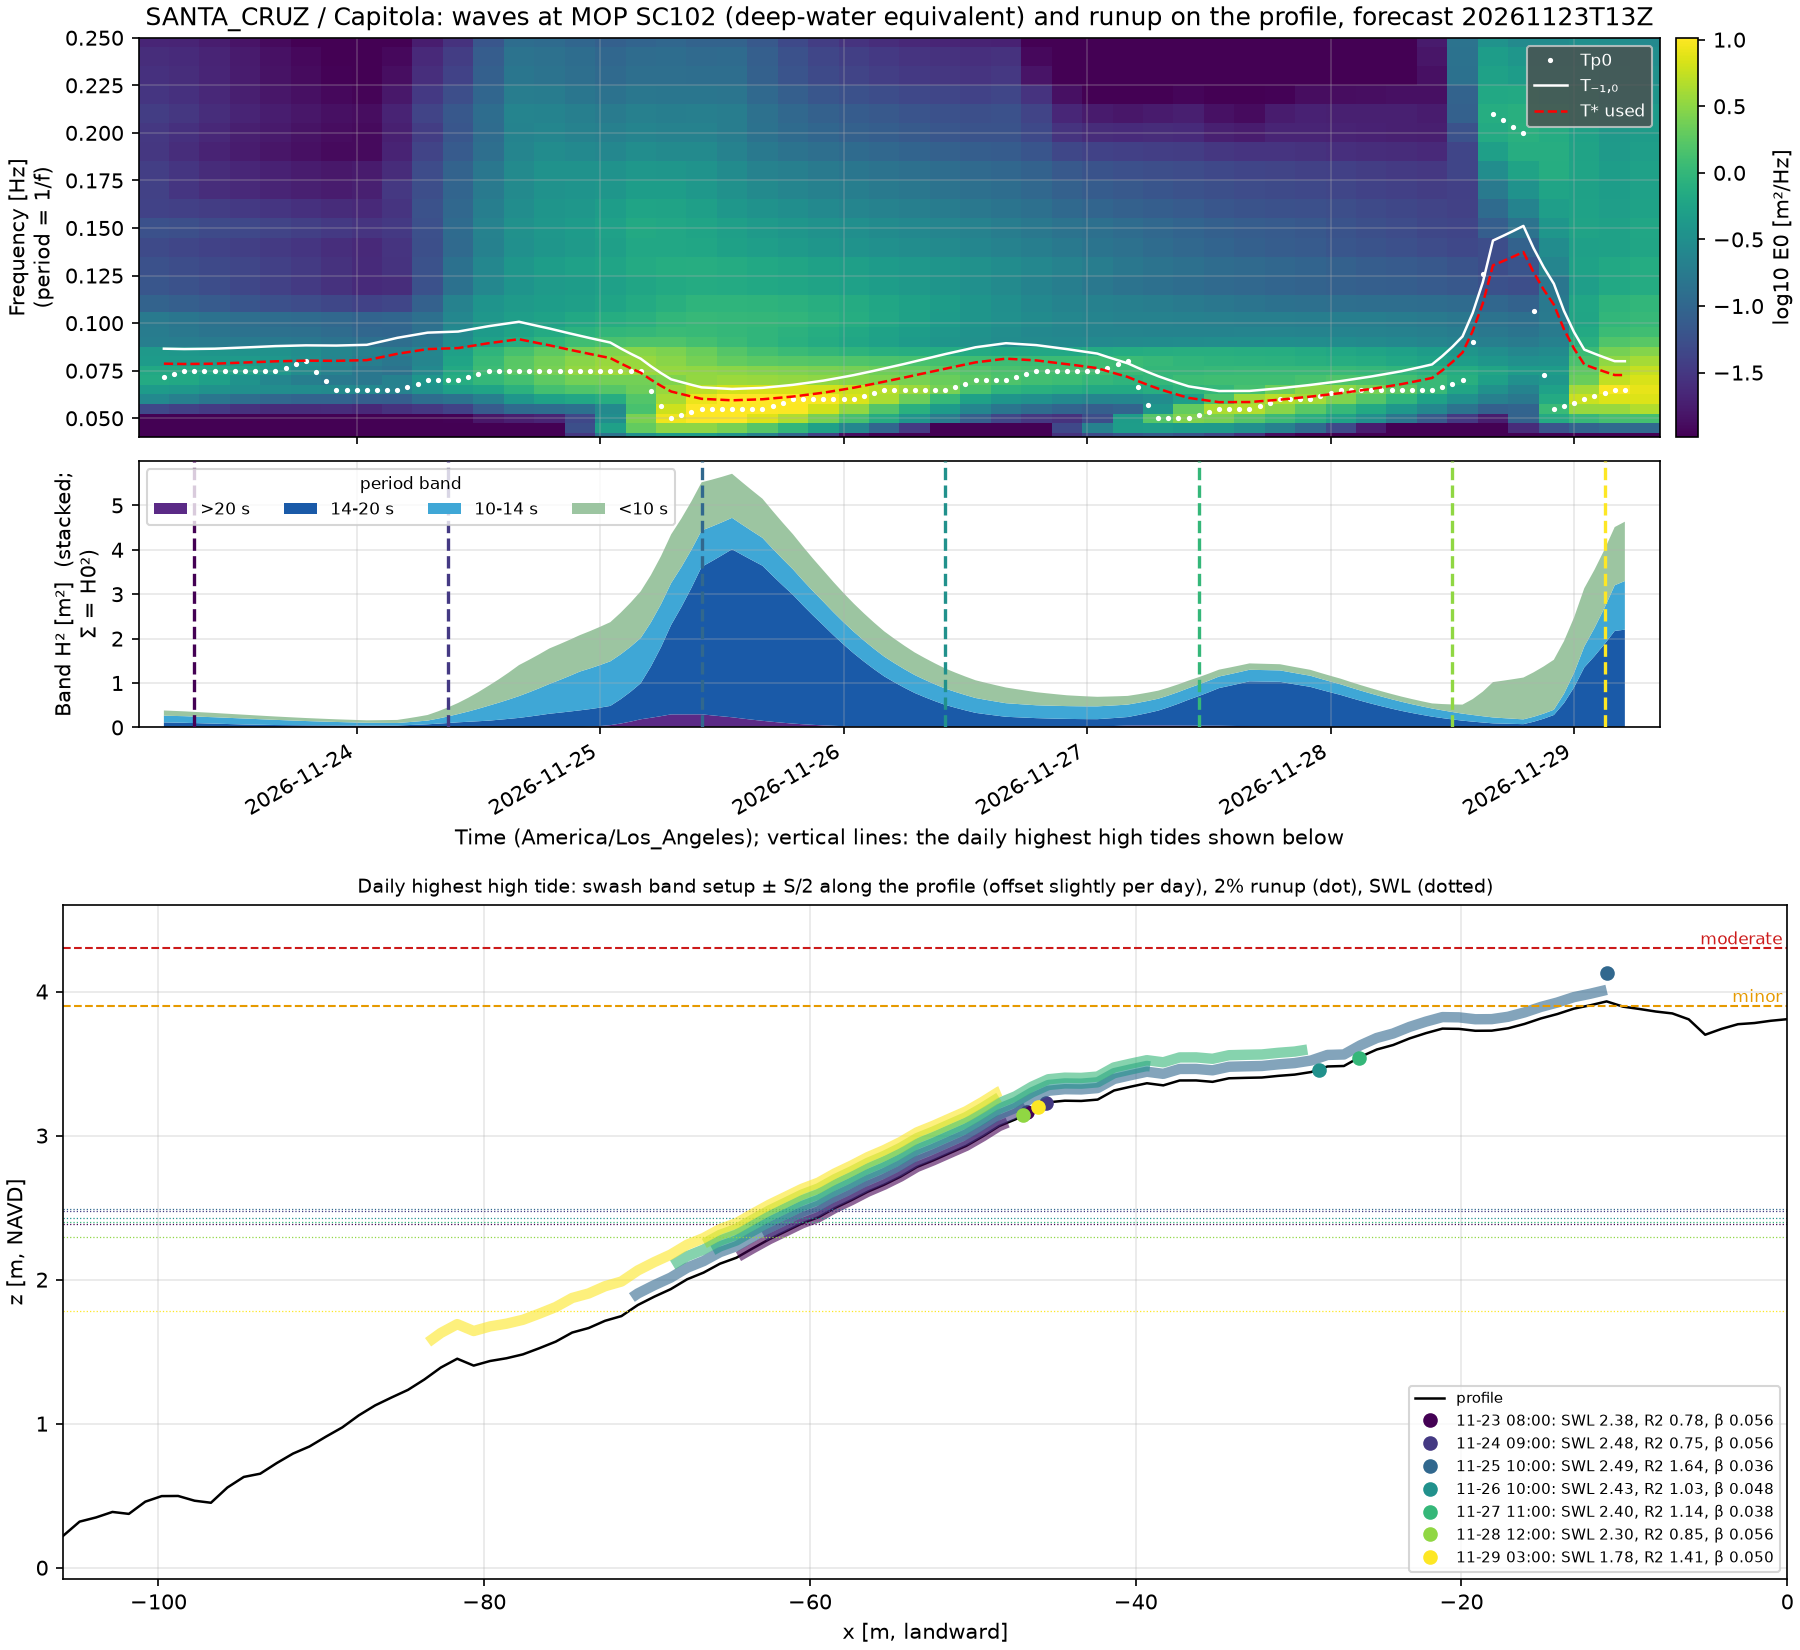 SANTA_CRUZ / Capitola: waves at MOP SC102 (deep-water equivalent) and runup on the profile, forecast 20261123T13Z
0.250
0.225
0.200
0.175
0.150
0.125
0.100
0.075
0.050
Frequency [Hz]
(period = 1/f)
Tp0
T₋₁,₀
T* used
1.0
0.5
0.0
−0.5
−1.0
−1.5
log10 E0 [m²/Hz]
5
4
3
2
1
0
Band H² [m²] (stacked;
Σ = H0²)
period band
>20 s
14-20 s
10-14 s
<10 s
2026-11-24
2026-11-25
2026-11-26
2026-11-27
2026-11-28
2026-11-29
Time (America/Los_Angeles); vertical lines: the daily highest high tides shown below
Daily highest high tide: swash band setup ± S/2 along the profile (offset slightly per day), 2% runup (dot), SWL (dotted)
moderate
minor
4
3
2
1
0
z [m, NAVD]
profile
11-23 08:00: SWL 2.38, R2 0.78, β 0.056
11-24 09:00: SWL 2.48, R2 0.75, β 0.056
11-25 10:00: SWL 2.49, R2 1.64, β 0.036
11-26 10:00: SWL 2.43, R2 1.03, β 0.048
11-27 11:00: SWL 2.40, R2 1.14, β 0.038
11-28 12:00: SWL 2.30, R2 0.85, β 0.056
11-29 03:00: SWL 1.78, R2 1.41, β 0.050
−100
−80
−60
−40
−20
0
x [m, landward]